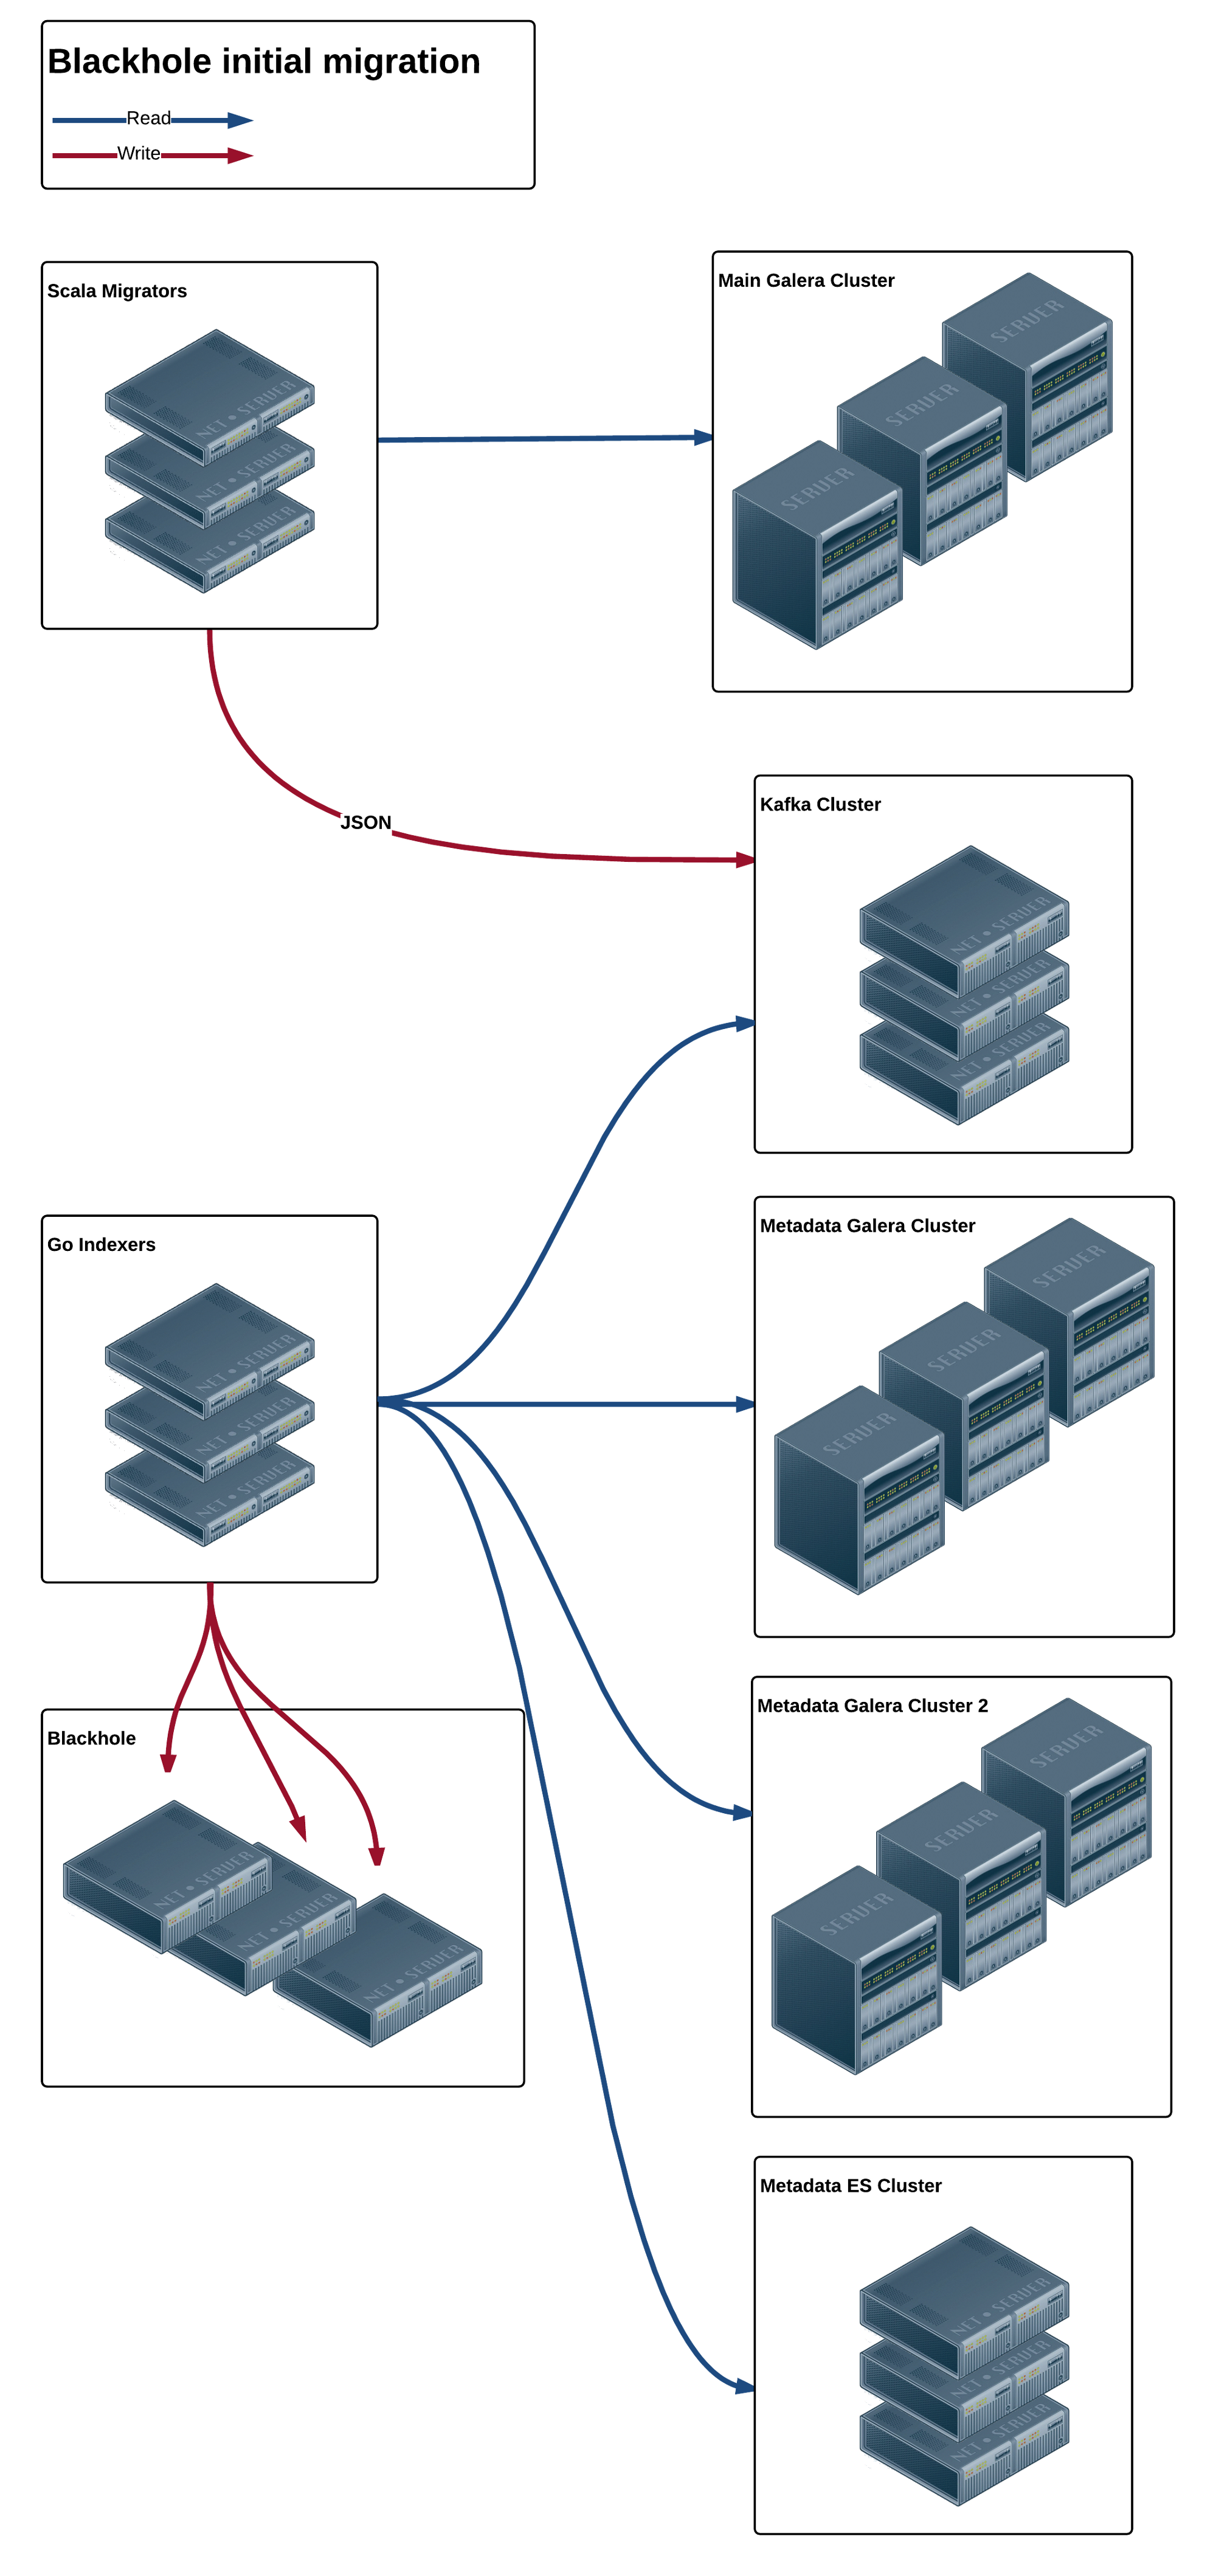 Blackhole initial migration
Read
Write
Scala Migrators
NET • SERVER
NET • SERVER
NET • SERVER
Main Galera Cluster
SERVER
SERVER
SERVER
JSON
Kafka Cluster
NET • SERVER
NET • SERVER
NET • SERVER
Go Indexers
NET • SERVER
NET • SERVER
NET • SERVER
Metadata Galera Cluster
SERVER
SERVER
SERVER
Blackhole
NET • SERVER
NET • SERVER
NET • SERVER
Metadata Galera Cluster 2
SERVER
SERVER
SERVER
Metadata ES Cluster
NET • SERVER
NET • SERVER
NET • SERVER